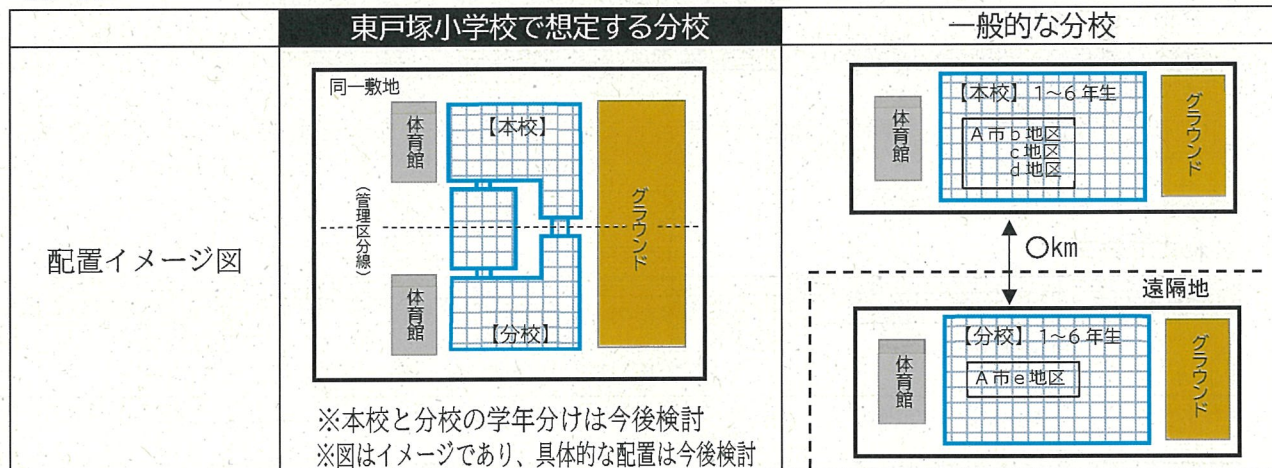 東戸塚小学校で想定する分校
一般的な分校
配置イメージ図
同一敷地
体育館
【本校】
(管理区分線)
グラウンド
体育館
【分校】
※本校と分校の学年分けは今後検討
※図はイメージであり、具体的な配置は今後検討
体育館
【本校】1~6年生
A市b地区
c地区
d地区
グラウンド
〇km
遠隔地
体育館
【分校】1~6年生
A市e地区
グラウンド